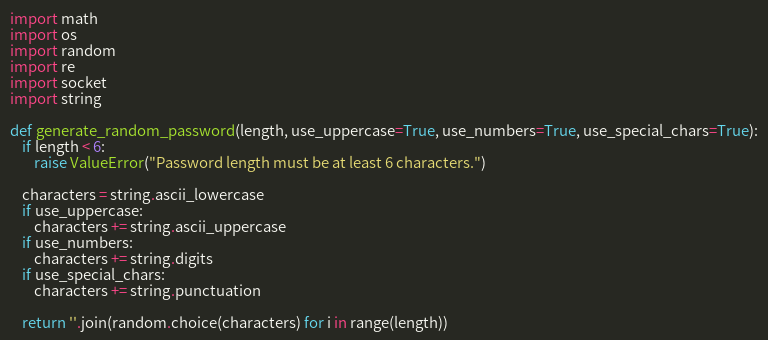 import math
import os
import random
import re
import socket
import string

def generate_random_password(length, use_uppercase=True, use_numbers=True, use_special_chars=True):
    if length < 6:
        raise ValueError("Password length must be at least 6 characters.")

    characters = string.ascii_lowercase
    if use_uppercase:
        characters += string.ascii_uppercase
    if use_numbers:
        characters += string.digits
    if use_special_chars:
        characters += string.punctuation

    return ''.join(random.choice(characters) for i in range(length))